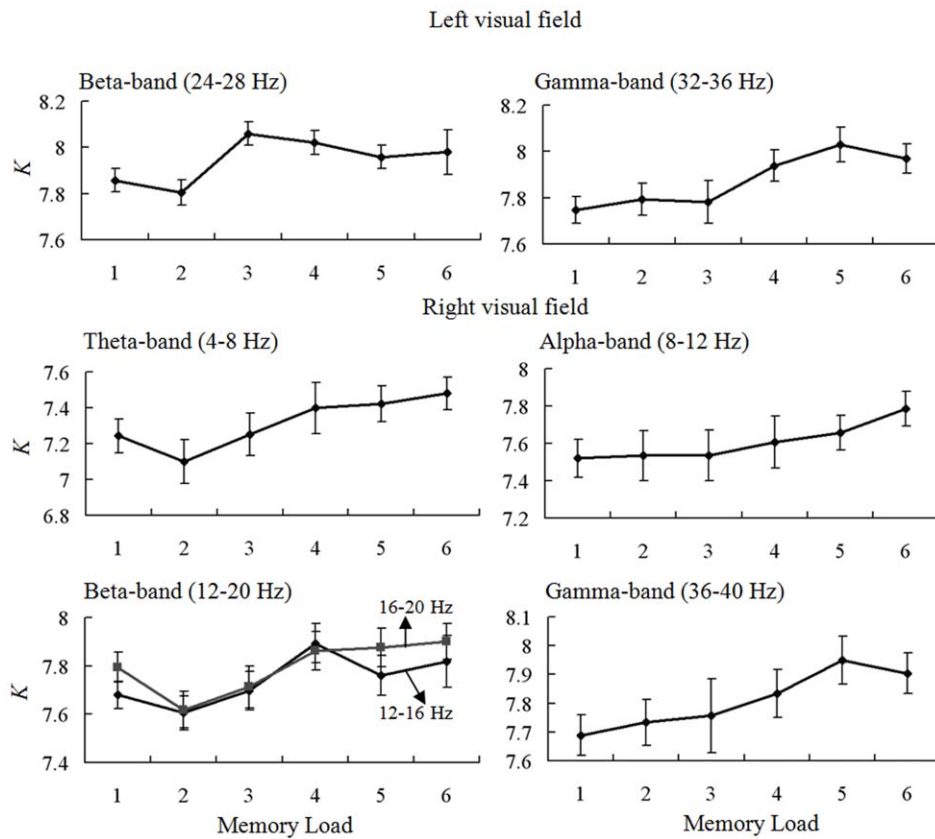 Left visual field
Beta-band (24-28 Hz)
8.2
8
7.8
7.6
K
1 2 3 4 5 6
Gamma-band (32-36 Hz)
8.2
8
7.8
7.6
1 2 3 4 5 6
Right visual field
Theta-band (4-8 Hz)
7.6
7.4
7.2
7
6.8
K
1 2 3 4 5 6
Alpha-band (8-12 Hz)
8
7.8
7.6
7.4
7.2
1 2 3 4 5 6
Beta-band (12-20 Hz)
16-20 Hz
8
7.8
7.6
7.4
K
12-16 Hz
1 2 3 4 5 6
Memory Load
Gamma-band (36-40 Hz)
8.1
8
7.9
7.8
7.7
7.6
1 2 3 4 5 6
Memory Load